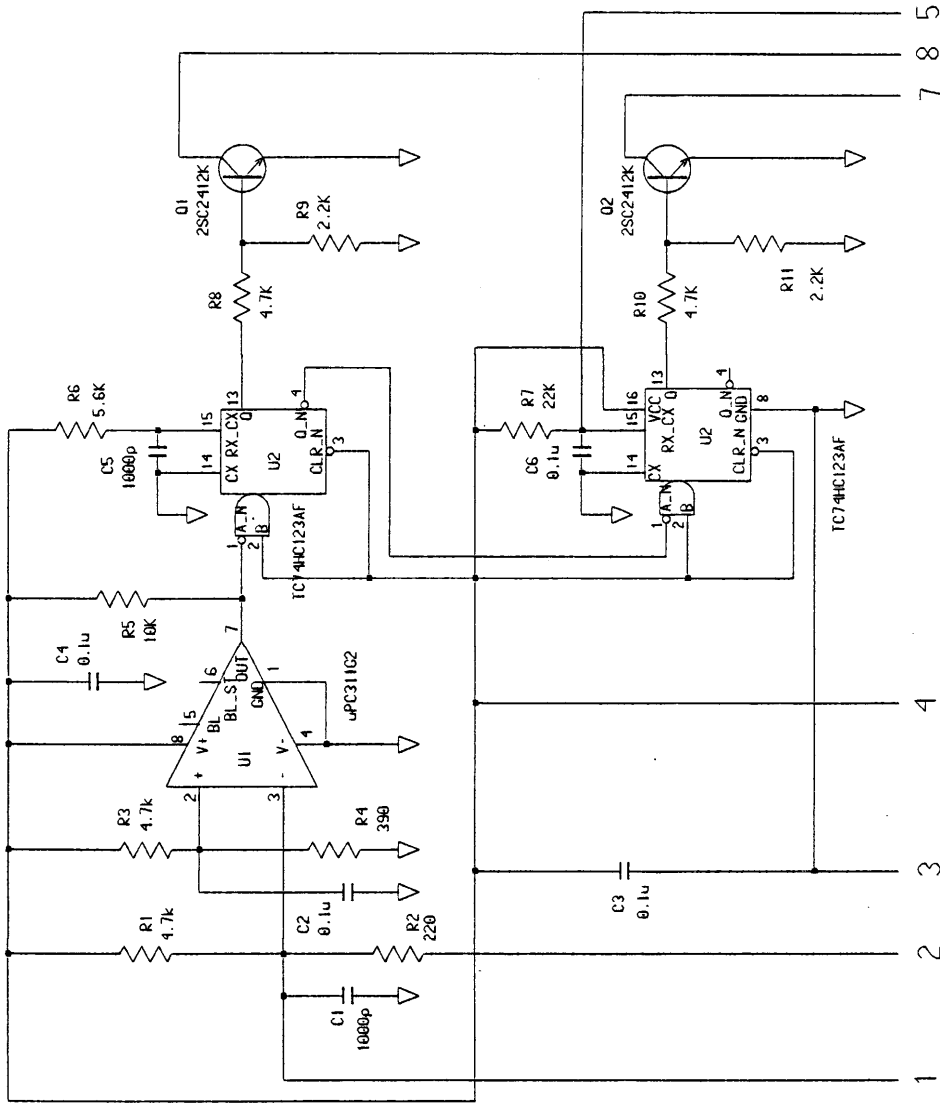 R1
4.7k
R3
4.7k
C4
0.1u
R5
10K
R6
5.6K
C5
1000p
Q1
2SC2412K
R8
4.7K
R9
2.2K
2
3
8
5
6
7
4
1
+
-
V+
V-
BL
BL_ST
OUT
GND
U1
uPC311G2
1
2
A_N
B
14
15
13
4
3
CX
RX_CX
Q
Q_N
CLR_N
U2
TC74HC123AF
C1
1000p
C2
0.1u
R2
220
R4
390
C3
0.1u
R7
22K
C6
0.1u
1
2
A_N
B
14
15
16
13
4
8
3
CX
RX_CX
VCC
Q
Q_N
GND
CLR_N
U2
TC74HC123AF
R10
4.7K
R11
2.2K
Q2
2SC2412K
1
2
3
4
7
8
5